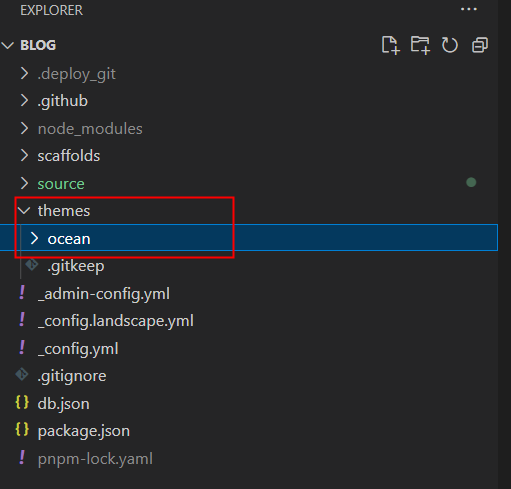 EXPLORER ...
BLOG
.deploy_git
.github
node_modules
scaffolds
source
themes
ocean
.gitkeep
! _admin-config.yml
! _config.landscape.yml
! _config.yml
.gitignore
{} db.json
{} package.json
pnpm-lock.yaml